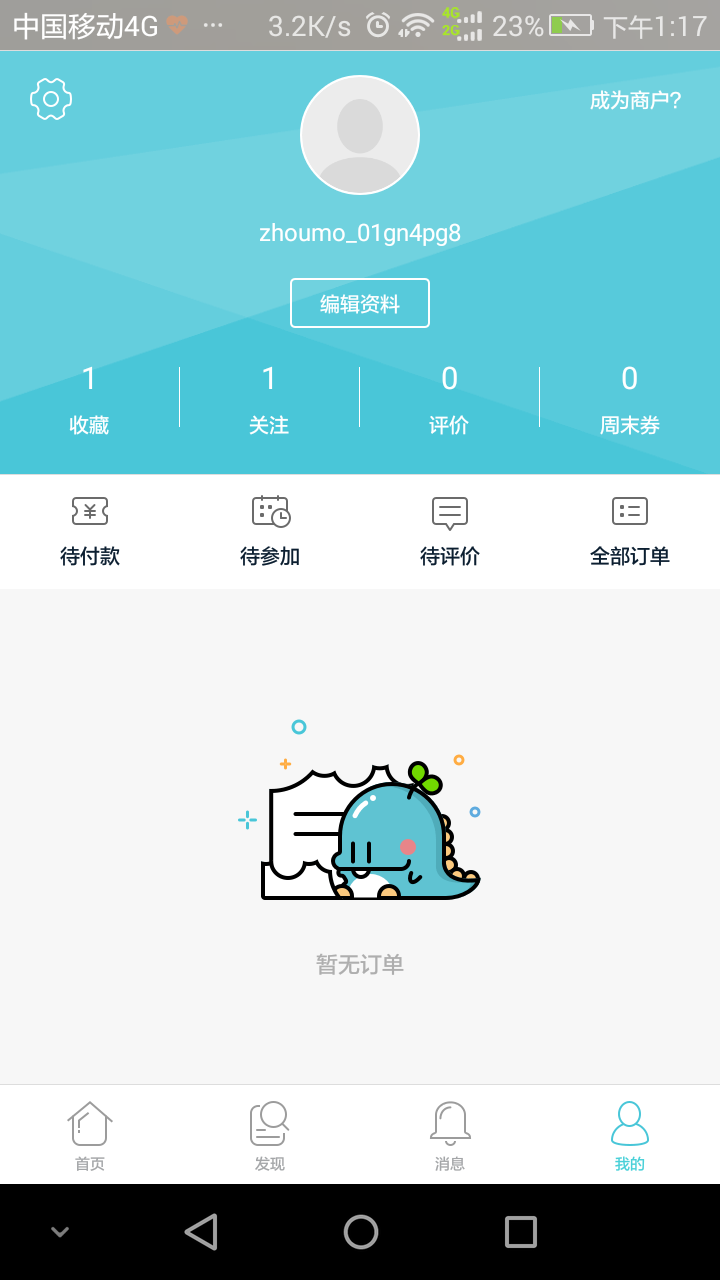 中国移动4G ... 3.2K/s 4G 2G 23% 下午1:17
成为商户?
zhoumo_01gn4pg8
编辑资料
1 1 0 0
收藏 关注 评价 周末券
待付款 待参加 待评价 全部订单
暂无订单
首页 发现 消息 我的